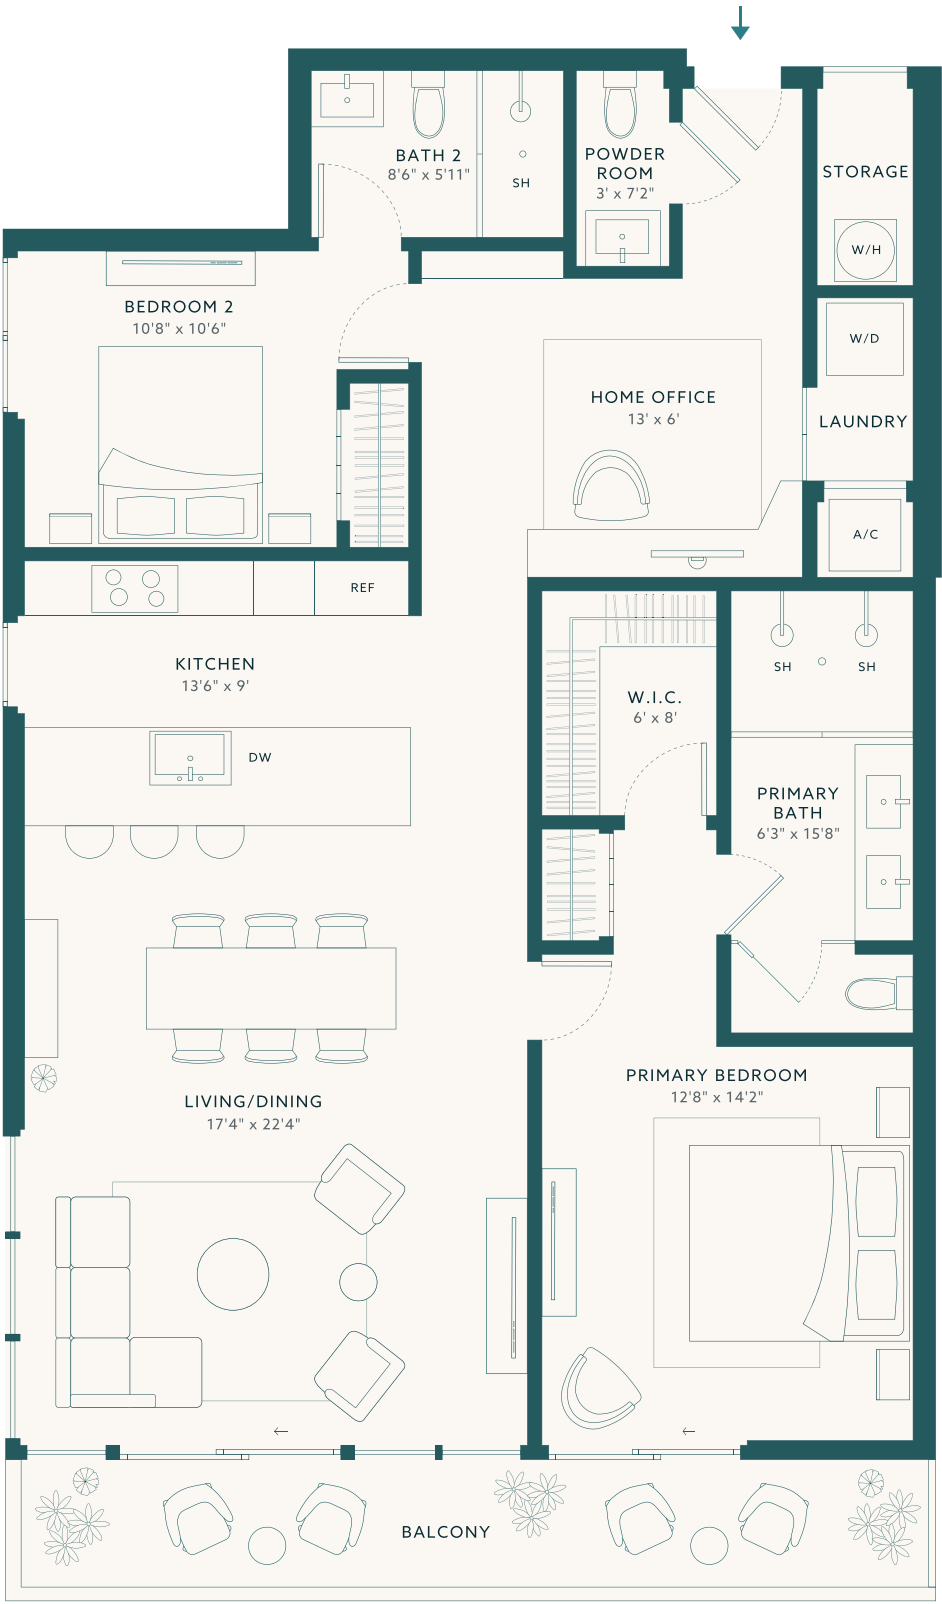 BATH 2
8'6" x 5'11"
SH
POWDER
ROOM
3' x 7'2"
STORAGE
W/H
BEDROOM 2
10'8" x 10'6"
W/D
HOME OFFICE
13' x 6'
LAUNDRY
A/C
REF
KITCHEN
13'6" x 9'
SH
SH
W.I.C.
6' x 8'
DW
PRIMARY
BATH
6'3" x 15'8"
PRIMARY BEDROOM
12'8" x 14'2"
LIVING/DINING
17'4" x 22'4"
BALCONY